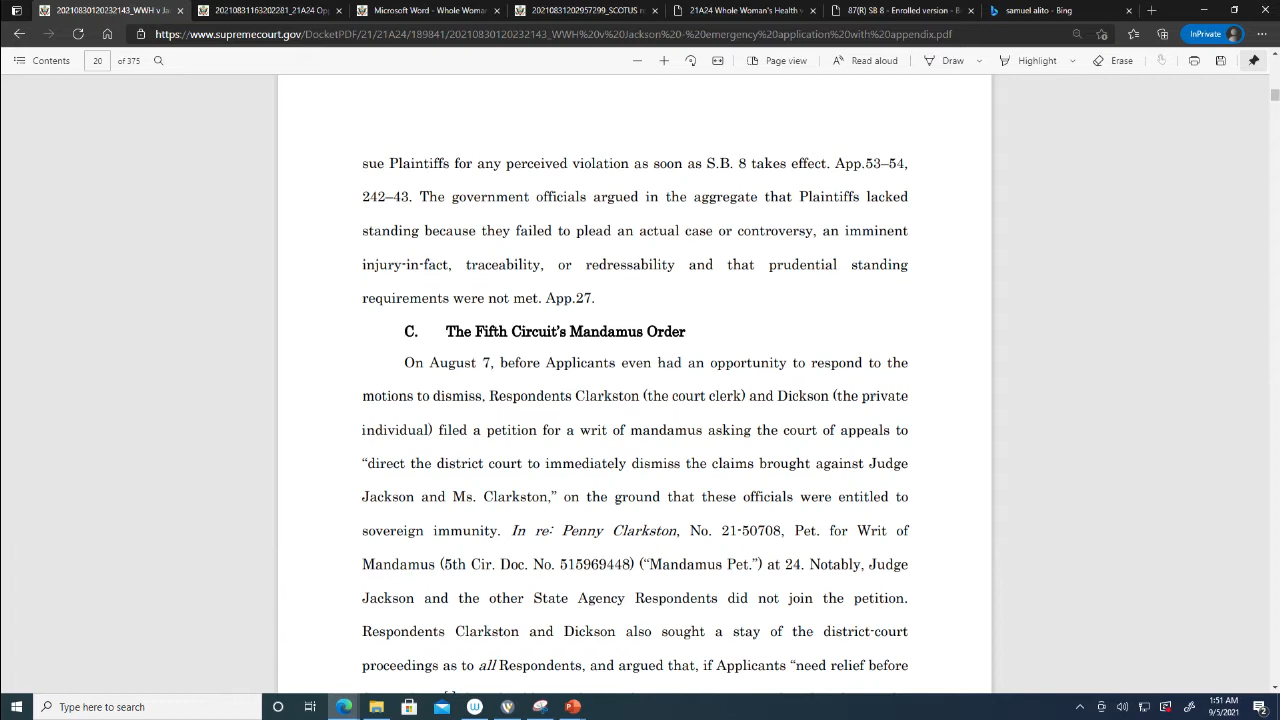 20210830120232143_WWH v Ja
20210831163202281_21A24 Opp
Microsoft Word - Whole Woman
20210831202957299_SCOTUS r
21A24 Whole Woman's Health v
87(R) SB 8 - Enrolled version - B
samuel alito - Bing
https://www.supremecourt.gov/DocketPDF/21/21A24/189841/20210830120232143_WWH%20v%20Jackson%20-%20emergency%20application%20with%20appendix.pdf
InPrivate
Contents
20 of 375
Page view
Read aloud
Draw
Highlight
Erase
sue Plaintiffs for any perceived violation as soon as S.B. 8 takes effect. App.53–54,
242–43. The government officials argued in the aggregate that Plaintiffs lacked
standing because they failed to plead an actual case or controversy, an imminent
injury-in-fact, traceability, or redressability and that prudential standing
requirements were not met. App.27.
C. The Fifth Circuit's Mandamus Order
On August 7, before Applicants even had an opportunity to respond to the
motions to dismiss, Respondents Clarkston (the court clerk) and Dickson (the private
individual) filed a petition for a writ of mandamus asking the court of appeals to
“direct the district court to immediately dismiss the claims brought against Judge
Jackson and Ms. Clarkston,” on the ground that these officials were entitled to
sovereign immunity. In re: Penny Clarkston, No. 21-50708, Pet. for Writ of
Mandamus (5th Cir. Doc. No. 515969448) (“Mandamus Pet.”) at 24. Notably, Judge
Jackson and the other State Agency Respondents did not join the petition.
Respondents Clarkston and Dickson also sought a stay of the district-court
proceedings as to all Respondents, and argued that, if Applicants “need relief before
Type here to search
1:51 AM
9/5/2021